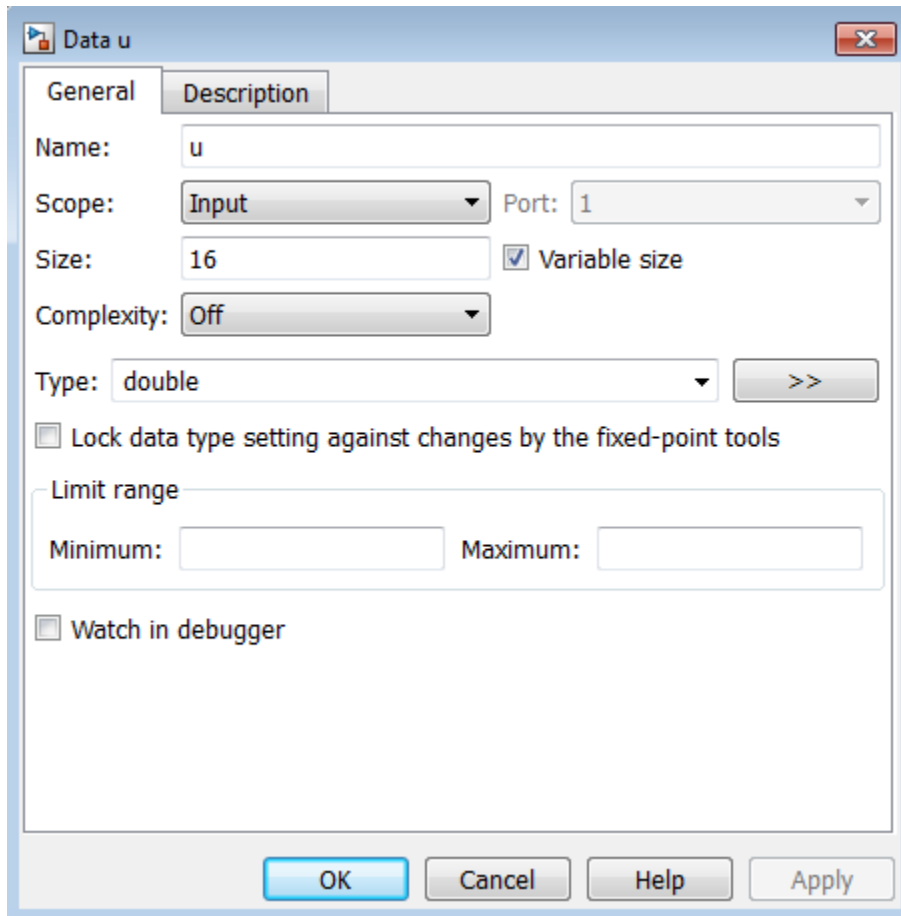 Data u
General Description
Name: u
Scope: Input Port: 1
Size: 16 Variable size
Complexity: Off
Type: double >>
Lock data type setting against changes by the fixed-point tools
Limit range
Minimum: Maximum:
Watch in debugger
OK Cancel Help Apply